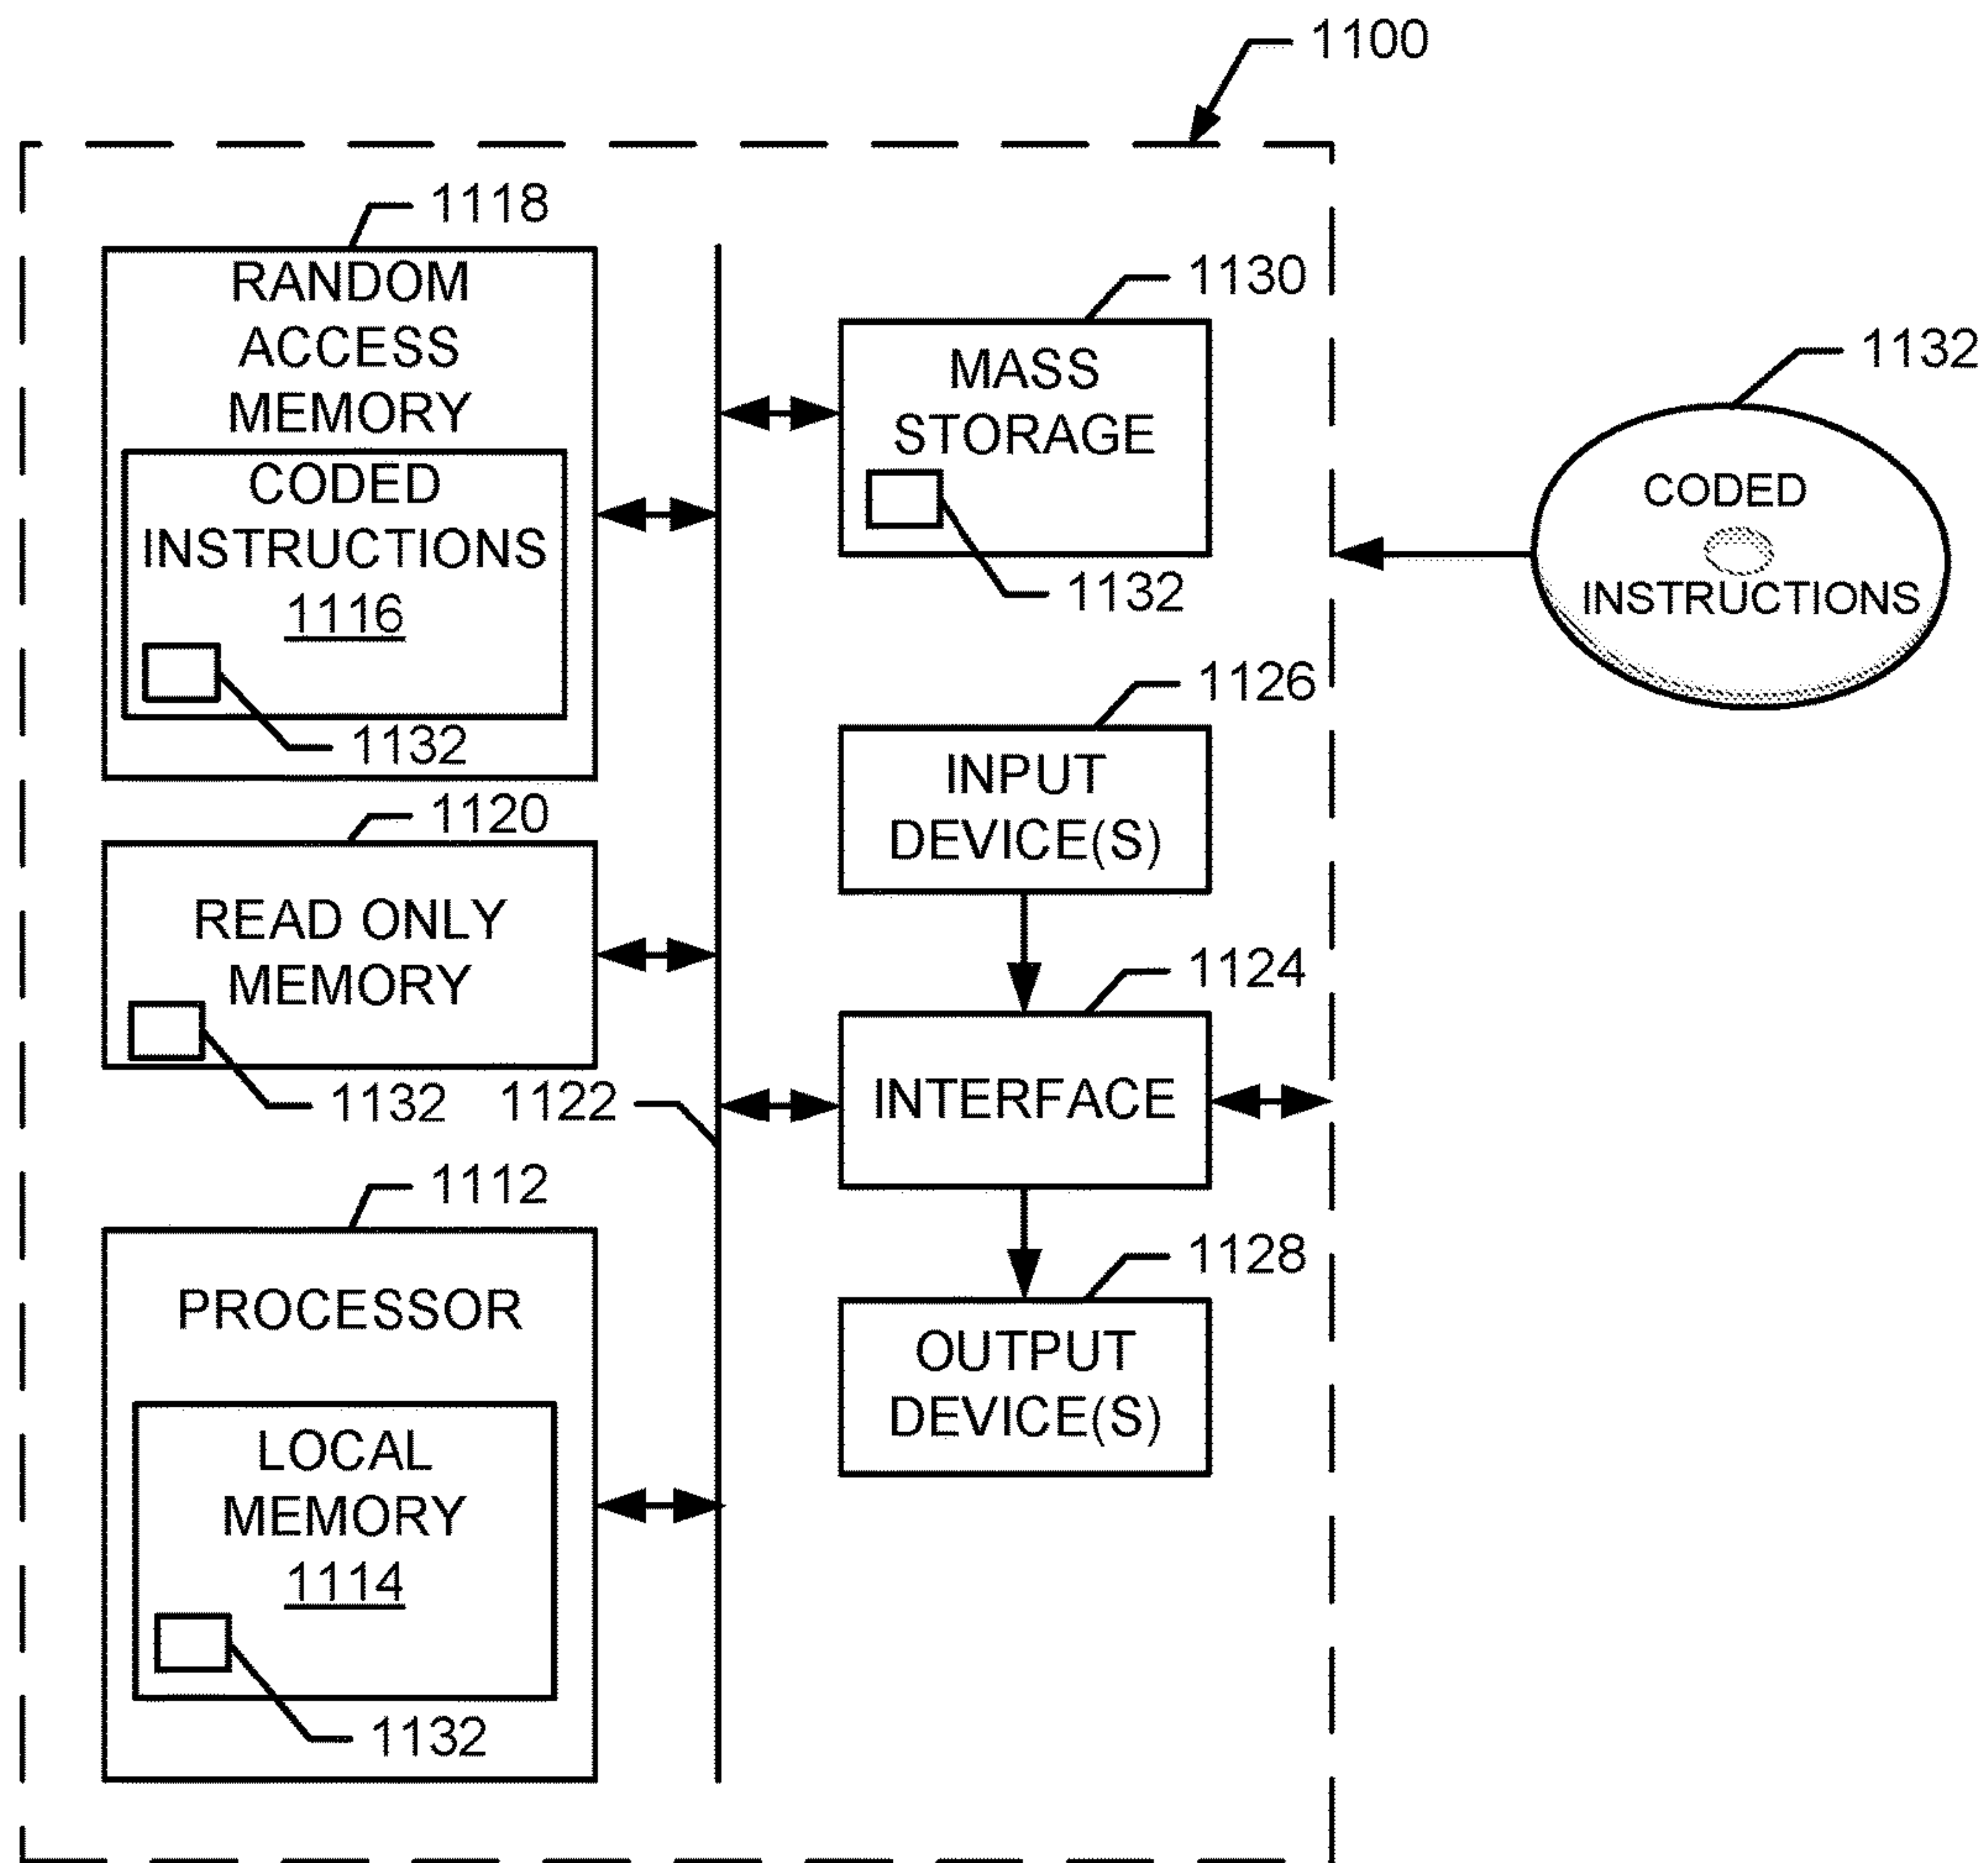 1100
1118
RANDOM
ACCESS
MEMORY
CODED
INSTRUCTIONS
1116
1132
1120
READ ONLY
MEMORY
1132
1122
1112
PROCESSOR
LOCAL
MEMORY
1114
1132
1130
MASS
STORAGE
1132
1126
INPUT
DEVICE(S)
1124
INTERFACE
1128
OUTPUT
DEVICE(S)
1132
CODED
INSTRUCTIONS